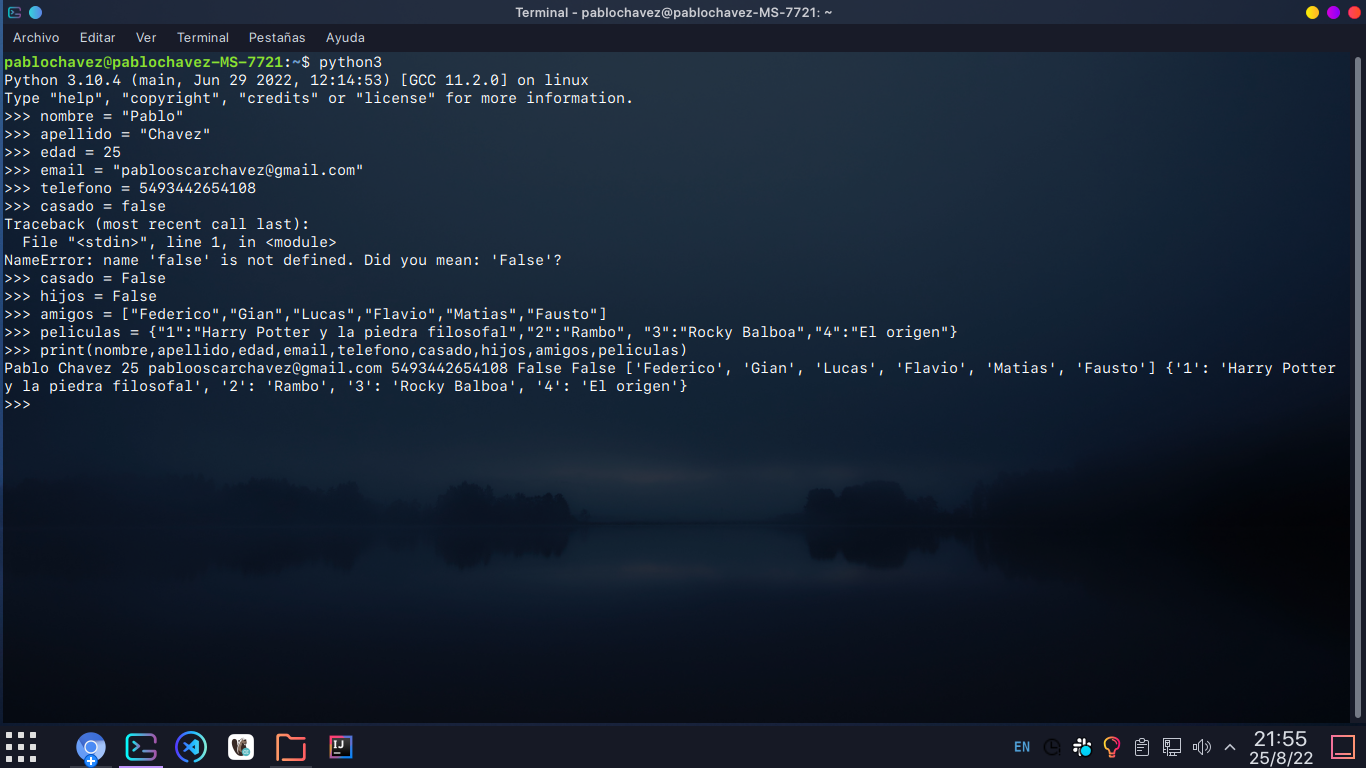 Terminal - pablochavez@pablochavez-MS-7721: ~
Archivo Editar Ver Terminal Pestañas Ayuda
pablochavez@pablochavez-MS-7721:~$ python3
Python 3.10.4 (main, Jun 29 2022, 12:14:53) [GCC 11.2.0] on linux
Type "help", "copyright", "credits" or "license" for more information.
>>> nombre = "Pablo"
>>> apellido = "Chavez"
>>> edad = 25
>>> email = "pablooscarchavez@gmail.com"
>>> telefono = 5493442654108
>>> casado = false
Traceback (most recent call last):
  File "<stdin>", line 1, in <module>
NameError: name 'false' is not defined. Did you mean: 'False'?
>>> casado = False
>>> hijos = False
>>> amigos = ["Federico","Gian","Lucas","Flavio","Matias","Fausto"]
>>> peliculas = {"1":"Harry Potter y la piedra filosofal","2":"Rambo", "3":"Rocky Balboa","4":"El origen"}
>>> print(nombre,apellido,edad,email,telefono,casado,hijos,amigos,peliculas)
Pablo Chavez 25 pablooscarchavez@gmail.com 5493442654108 False False ['Federico', 'Gian', 'Lucas', 'Flavio', 'Matias', 'Fausto'] {'1': 'Harry Potter
y la piedra filosofal', '2': 'Rambo', '3': 'Rocky Balboa', '4': 'El origen'}
>>>
IJ
EN
21:55
25/8/22